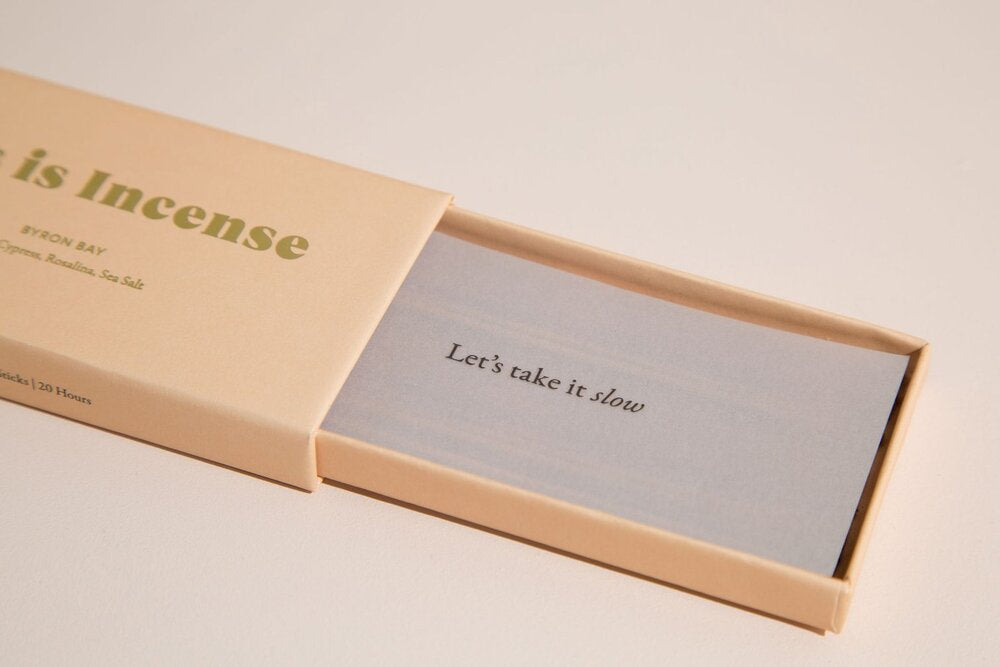 is Incense
BYRON BAY
Cypress, Rosalina, Sea Salt
Sticks | 20 Hours
Let's take it slow